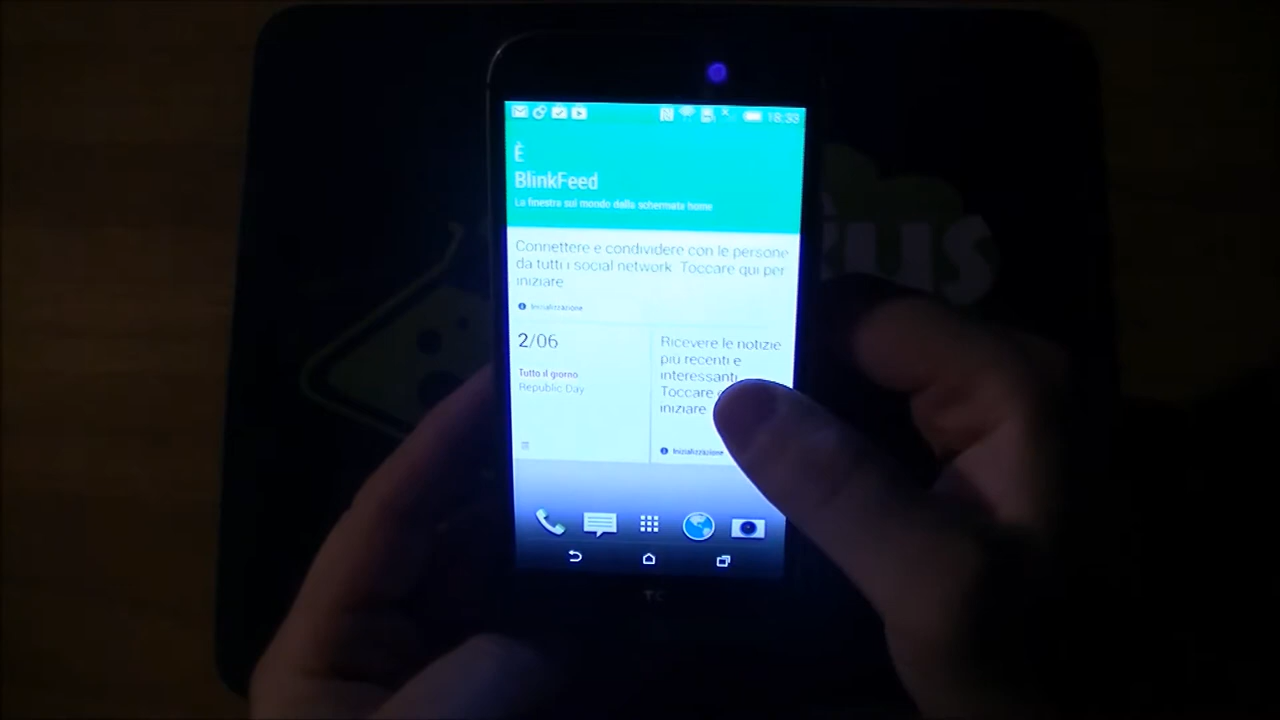 18:33
È
BlinkFeed
La finestra sul mondo dalla schermata home
Connettere e condividere con le persone
da tutti i social network. Toccare qui per
iniziare
Inizializzazione
2/06
Tutto il giorno
Republic Day
Ricevere le notizie
più recenti e
interessanti.
Toccare
iniziare
Inizializzazione